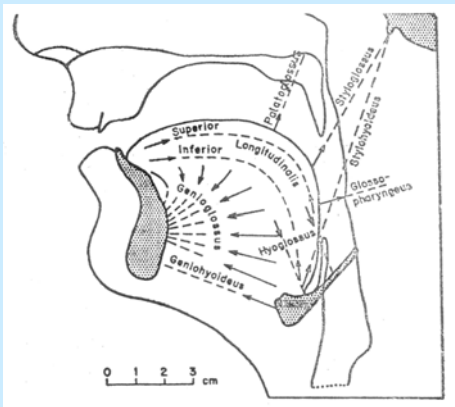 Palatoglossus
Styloglossus
Stylohyoideus
Superior
Inferior
Longitudinalis
Genioglossus
Glosso-
pharyngeus
Hyoglossus
Geniohyoideus
0 1 2 3
cm